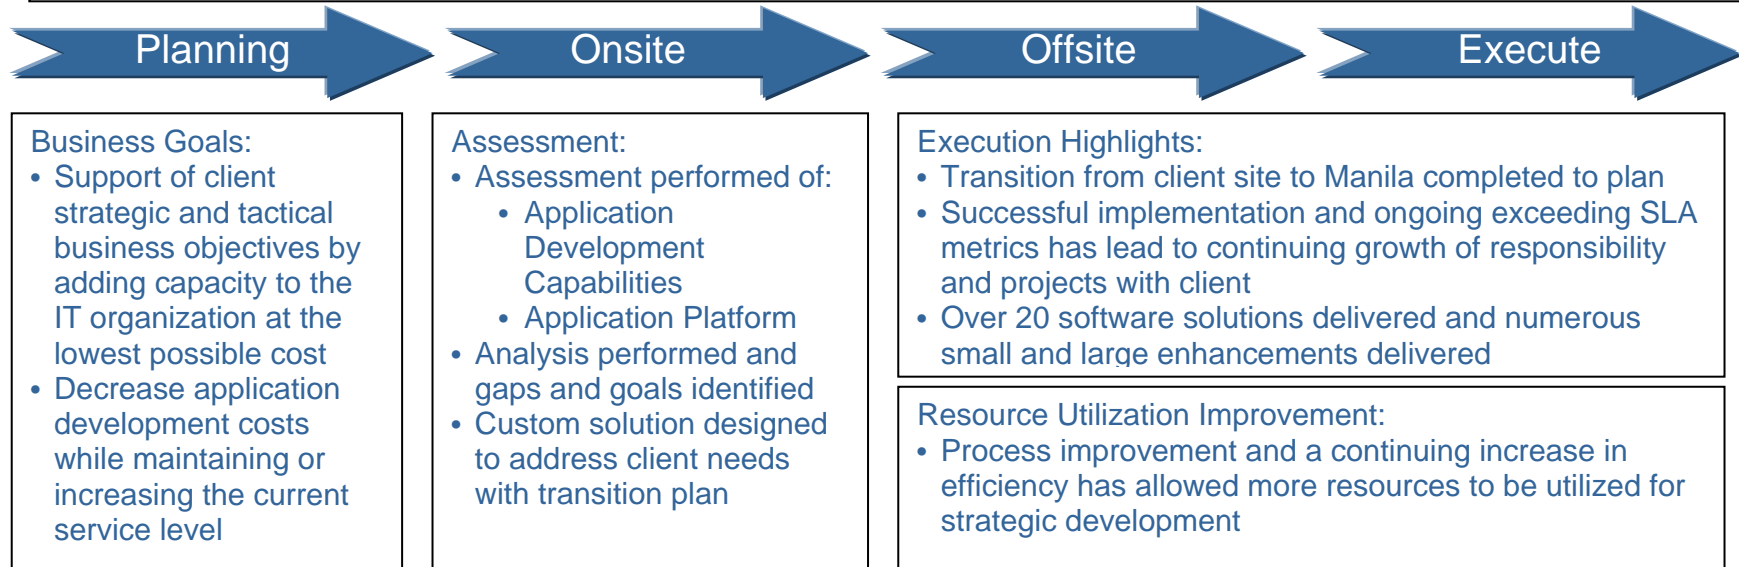 Planning
Onsite
Offsite
Execute
Business Goals:
• Support of client
strategic and tactical
business objectives by
adding capacity to the
IT organization at the
lowest possible cost
• Decrease application
development costs
while maintaining or
increasing the current
service level
Assessment:
• Assessment performed of:
• Application
Development
Capabilities
• Application Platform
• Analysis performed and
gaps and goals identified
• Custom solution designed
to address client needs
with transition plan
Execution Highlights:
• Transition from client site to Manila completed to plan
• Successful implementation and ongoing exceeding SLA
metrics has lead to continuing growth of responsibility
and projects with client
• Over 20 software solutions delivered and numerous
small and large enhancements delivered
Resource Utilization Improvement:
• Process improvement and a continuing increase in
efficiency has allowed more resources to be utilized for
strategic development